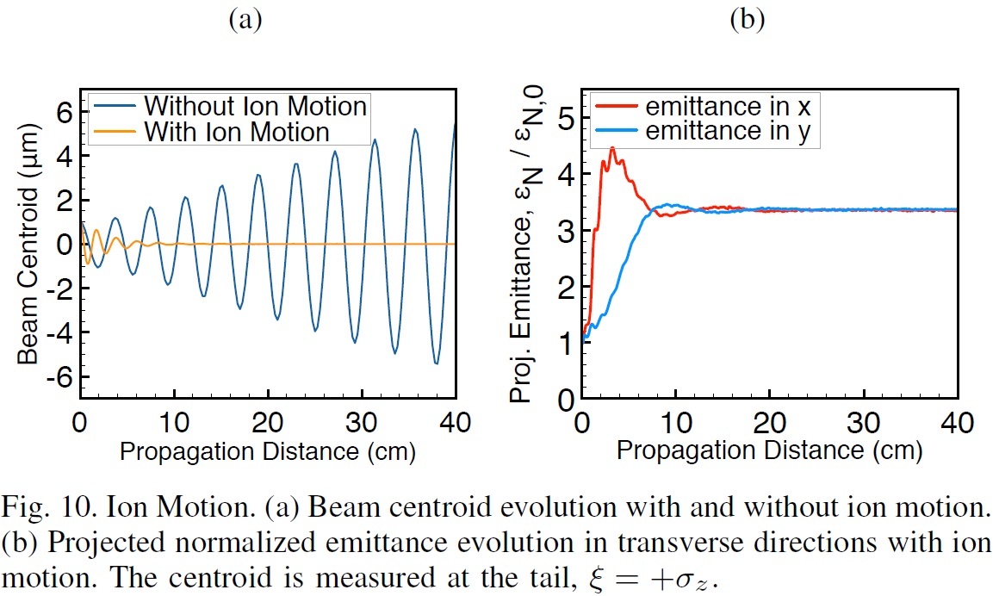 (a)
(b)
Without Ion Motion
With Ion Motion
6
4
2
0
-2
-4
-6
Beam Centroid (μm)
0 10 20 30 40
Propagation Distance (cm)
emittance in x
emittance in y
5
4
3
2
1
0
Proj. Emittance, εN / εN,0
0 10 20 30 40
Propagation Distance (cm)
Fig. 10. Ion Motion. (a) Beam centroid evolution with and without ion motion.
(b) Projected normalized emittance evolution in transverse directions with ion
motion. The centroid is measured at the tail, ξ = +σz.